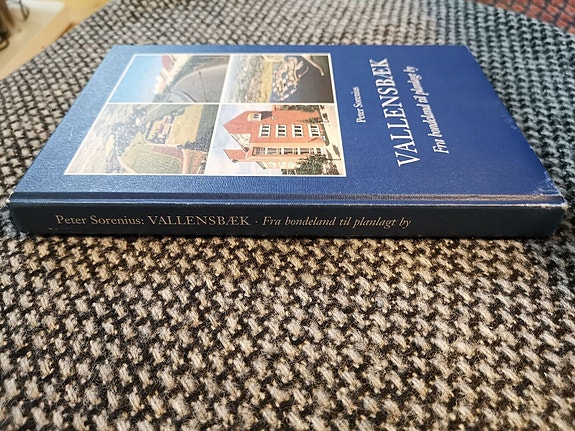 Peter Sorenius
VALLENSBÆK
Fra bondeland til planlagt by
Peter Sorenius: VALLENSBÆK · Fra bondeland til planlagt by